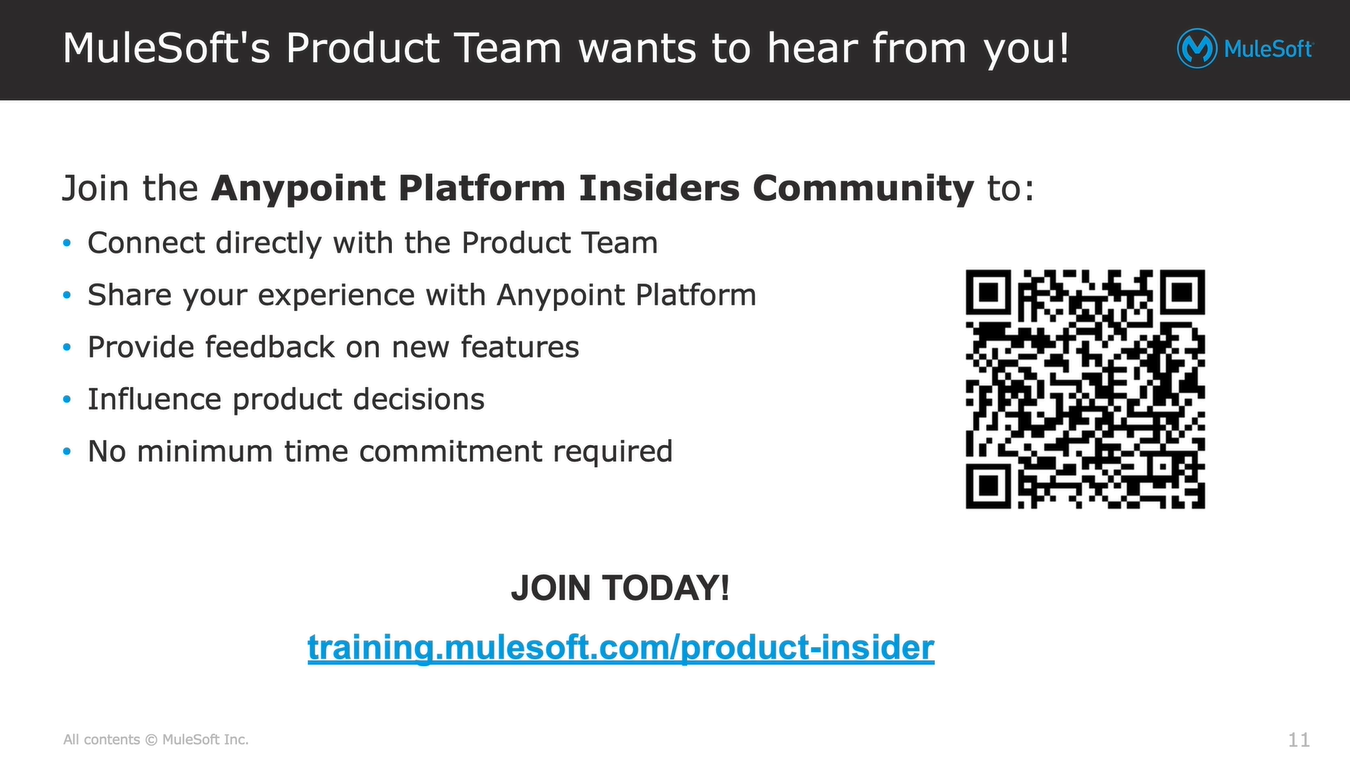 MuleSoft's Product Team wants to hear from you!
MuleSoft
Join the Anypoint Platform Insiders Community to:
• Connect directly with the Product Team
• Share your experience with Anypoint Platform
• Provide feedback on new features
• Influence product decisions
• No minimum time commitment required
JOIN TODAY!
training.mulesoft.com/product-insider
All contents © MuleSoft Inc.
11